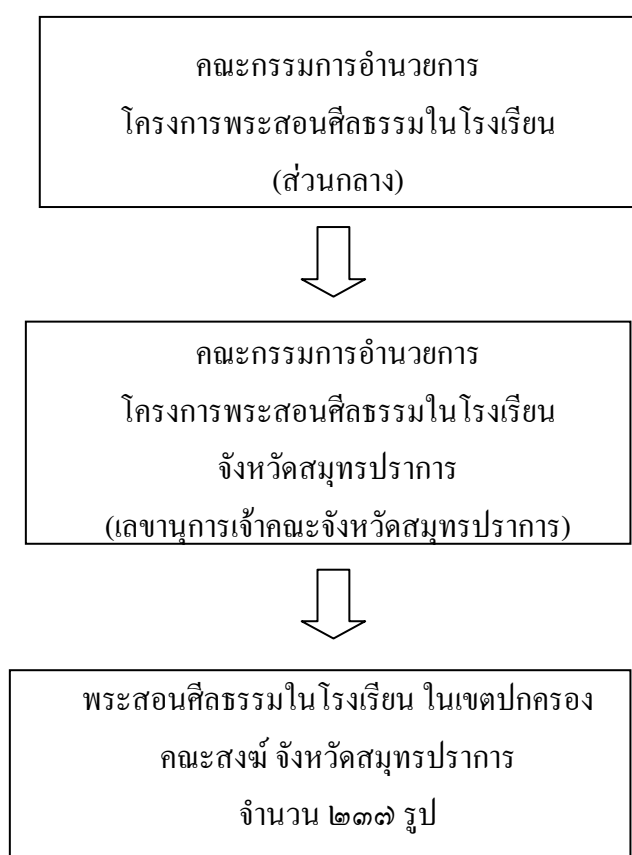 คณะกรรมการอำนวยการ
โครงการพระสอนศีลธรรมในโรงเรียน
(ส่วนกลาง)
คณะกรรมการอำนวยการ
โครงการพระสอนศีลธรรมในโรงเรียน
จังหวัดสมุทรปราการ
(เลขานุการเจ้าคณะจังหวัดสมุทรปราการ)
พระสอนศีลธรรมในโรงเรียน ในเขตปกครอง
คณะสงฆ์ จังหวัดสมุทรปราการ
จำนวน ๒๓๗ รูป